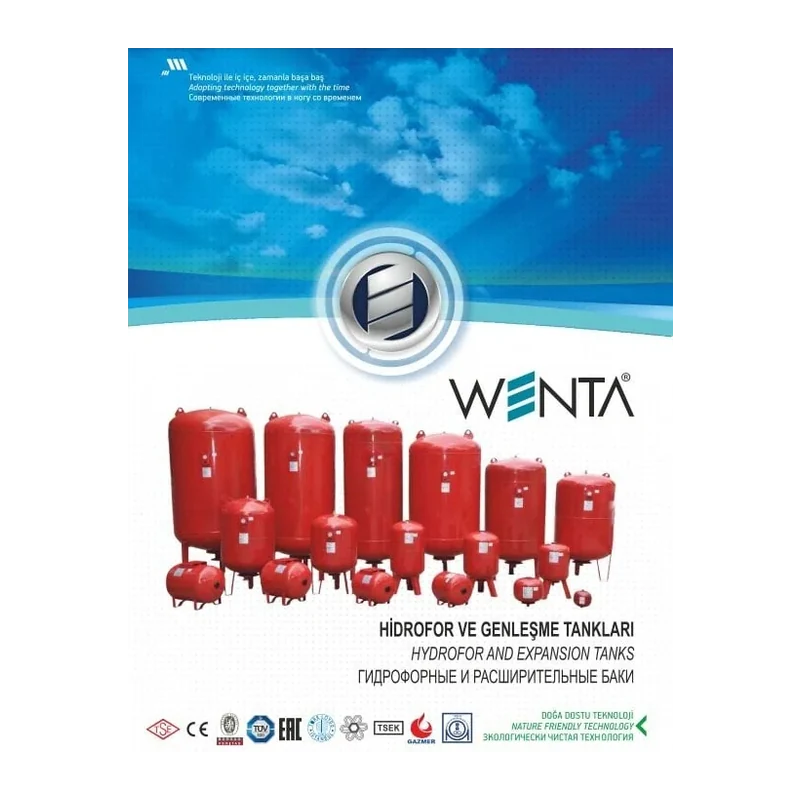 Teknoloji ile iç içe, zamanla başa baş
Adopting technology together with the time
Современные технологии в ногу со временем
WENTA®
HİDROFOR VE GENLEŞME TANKLARI
HYDROFOR AND EXPANSION TANKS
ГИДРОФОРНЫЕ И РАСШИРИТЕЛЬНЫЕ БАКИ
DOĞA DOSTU TEKNOLOJİ
NATURE FRIENDLY TECHNOLOGY
ЭКОЛОГИЧЕСКИ ЧИСТАЯ ТЕХНОЛОГИЯ
TSE CE TÜV EAC TSEK GAZMER